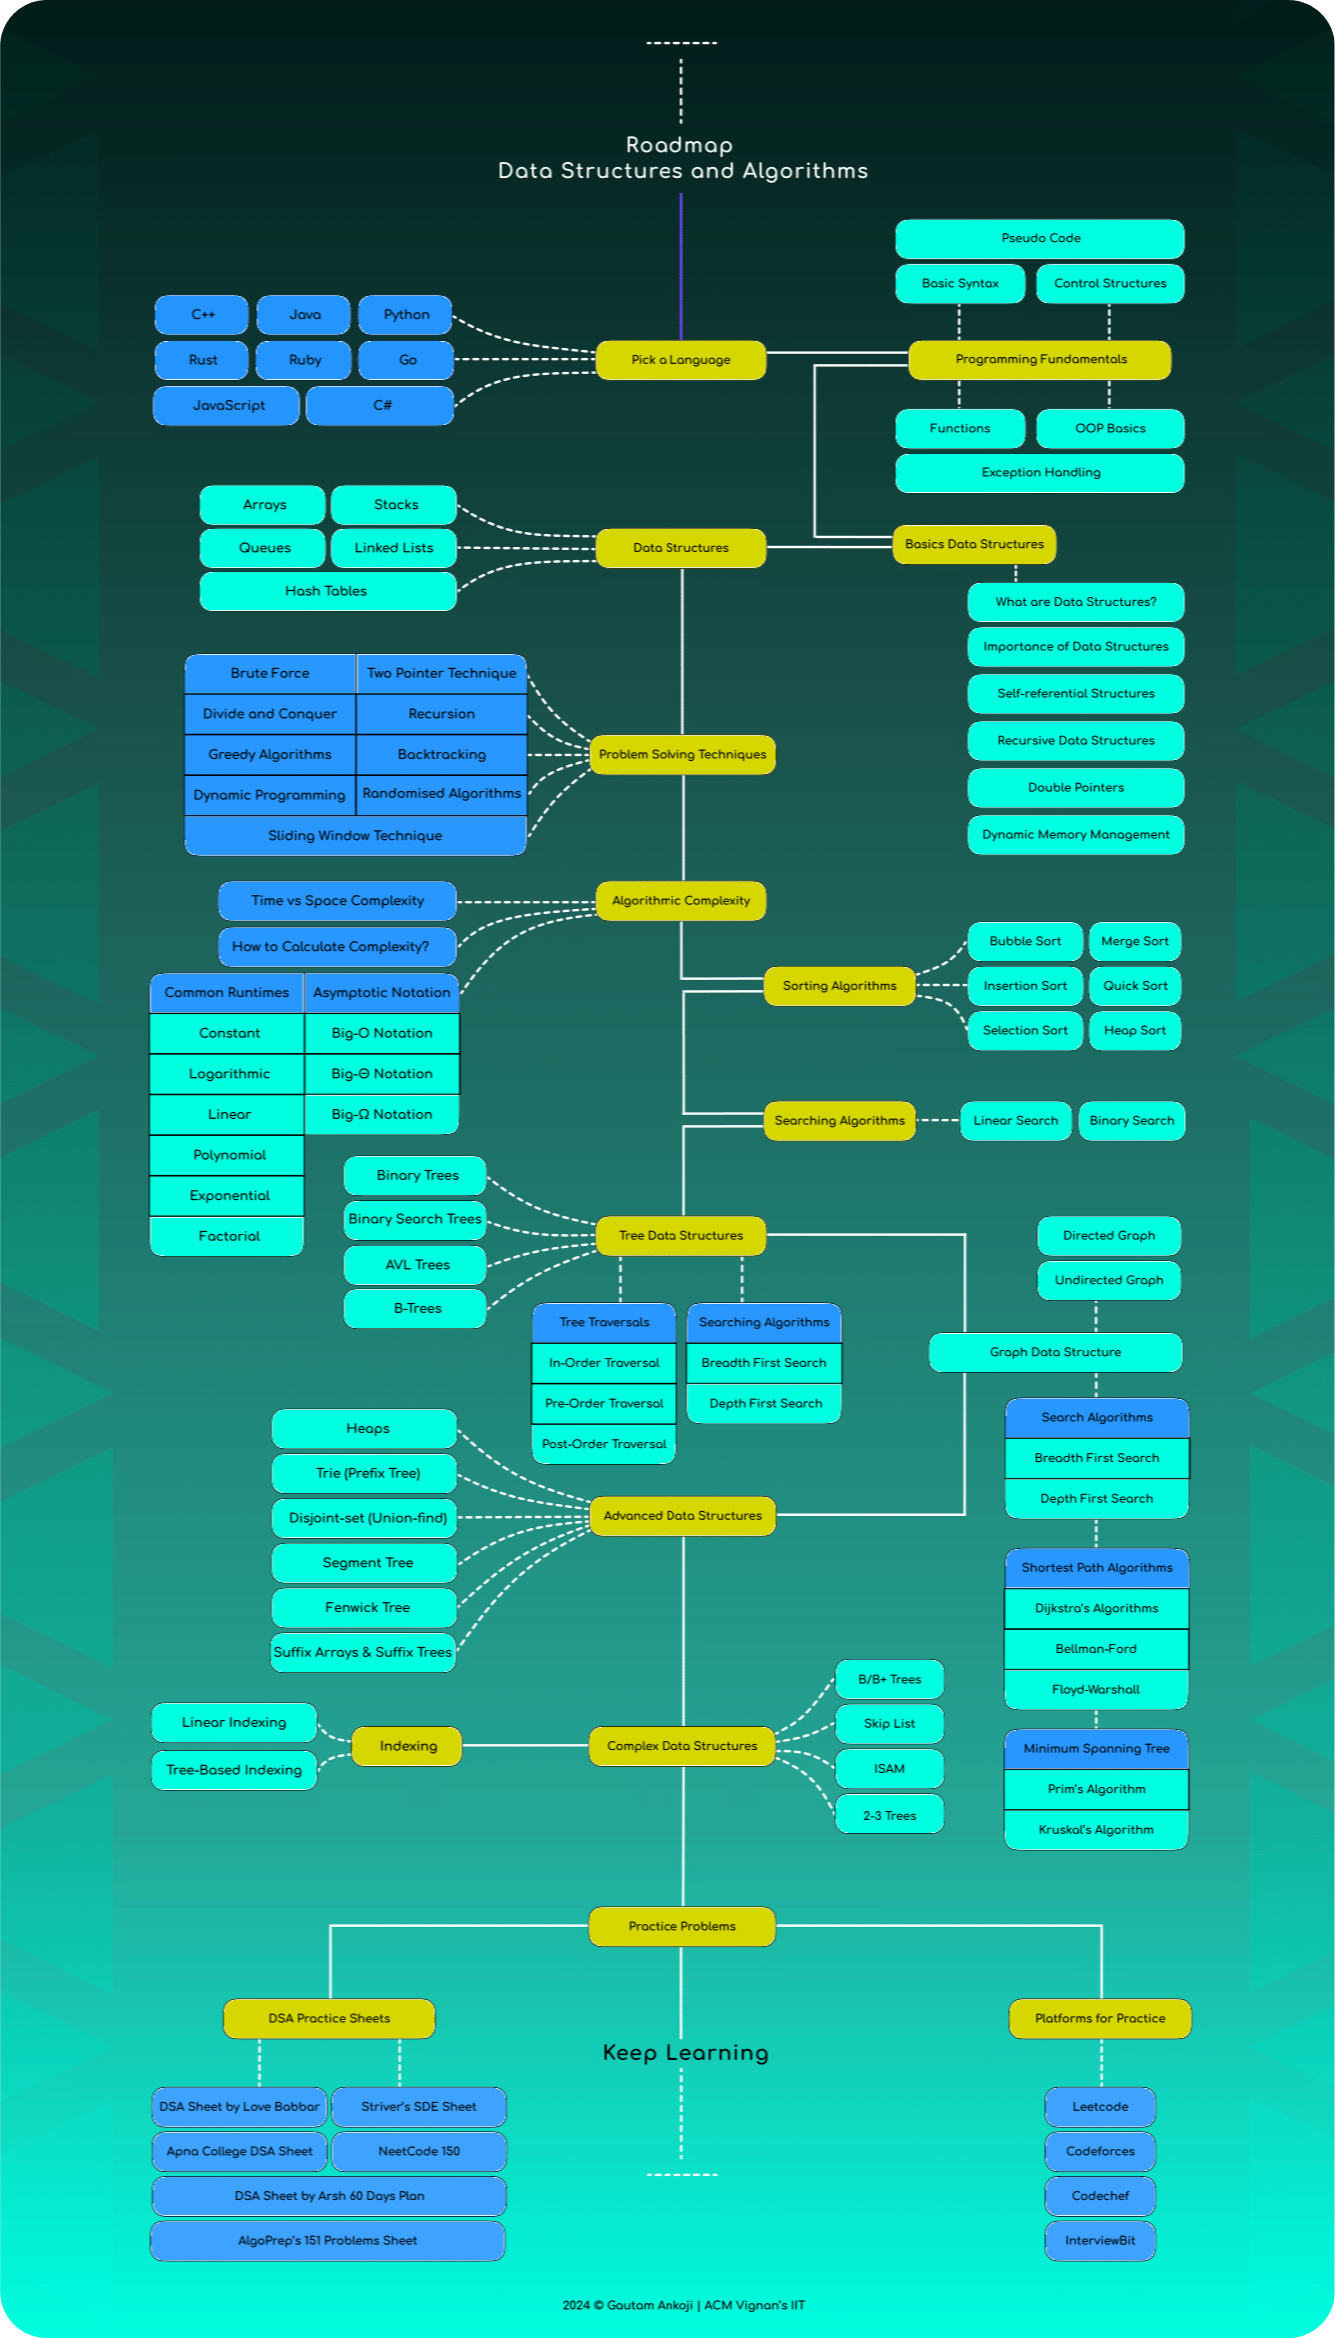 Roadmap
Data Structures and Algorithms
Pseudo Code
Basic Syntax
Control Structures
C++
Java
Python
Rust
Ruby
Go
JavaScript
C#
Pick a Language
Programming Fundamentals
Functions
OOP Basics
Exception Handling
Arrays
Stacks
Queues
Linked Lists
Hash Tables
Data Structures
Basics Data Structures
What are Data Structures?
Importance of Data Structures
Self-referential Structures
Recursive Data Structures
Double Pointers
Dynamic Memory Management
Brute Force
Two Pointer Technique
Divide and Conquer
Recursion
Greedy Algorithms
Backtracking
Dynamic Programming
Randomised Algorithms
Sliding Window Technique
Problem Solving Techniques
Time vs Space Complexity
How to Calculate Complexity?
Algorithmic Complexity
Common Runtimes
Asymptotic Notation
Constant
Big-O Notation
Logarithmic
Big-Θ Notation
Linear
Big-Ω Notation
Polynomial
Exponential
Factorial
Sorting Algorithms
Bubble Sort
Merge Sort
Insertion Sort
Quick Sort
Selection Sort
Heap Sort
Searching Algorithms
Linear Search
Binary Search
Binary Trees
Binary Search Trees
AVL Trees
B-Trees
Tree Data Structures
Tree Traversals
In-Order Traversal
Pre-Order Traversal
Post-Order Traversal
Searching Algorithms
Breadth First Search
Depth First Search
Directed Graph
Undirected Graph
Graph Data Structure
Search Algorithms
Breadth First Search
Depth First Search
Shortest Path Algorithms
Dijkstra's Algorithms
Bellman-Ford
Floyd-Warshall
Minimum Spanning Tree
Prim's Algorithm
Kruskal's Algorithm
Heaps
Trie (Prefix Tree)
Disjoint-set (Union-find)
Segment Tree
Fenwick Tree
Suffix Arrays & Suffix Trees
Advanced Data Structures
Linear Indexing
Tree-Based Indexing
Indexing
Complex Data Structures
B/B+ Trees
Skip List
ISAM
2-3 Trees
Practice Problems
DSA Practice Sheets
Platforms for Practice
Keep Learning
DSA Sheet by Love Babbar
Striver's SDE Sheet
Apna College DSA Sheet
NeetCode 150
DSA Sheet by Arsh 60 Days Plan
AlgoPrep's 151 Problems Sheet
Leetcode
Codeforces
Codechef
InterviewBit
2024 © Gautam Ankoji | ACM Vignan's IIT